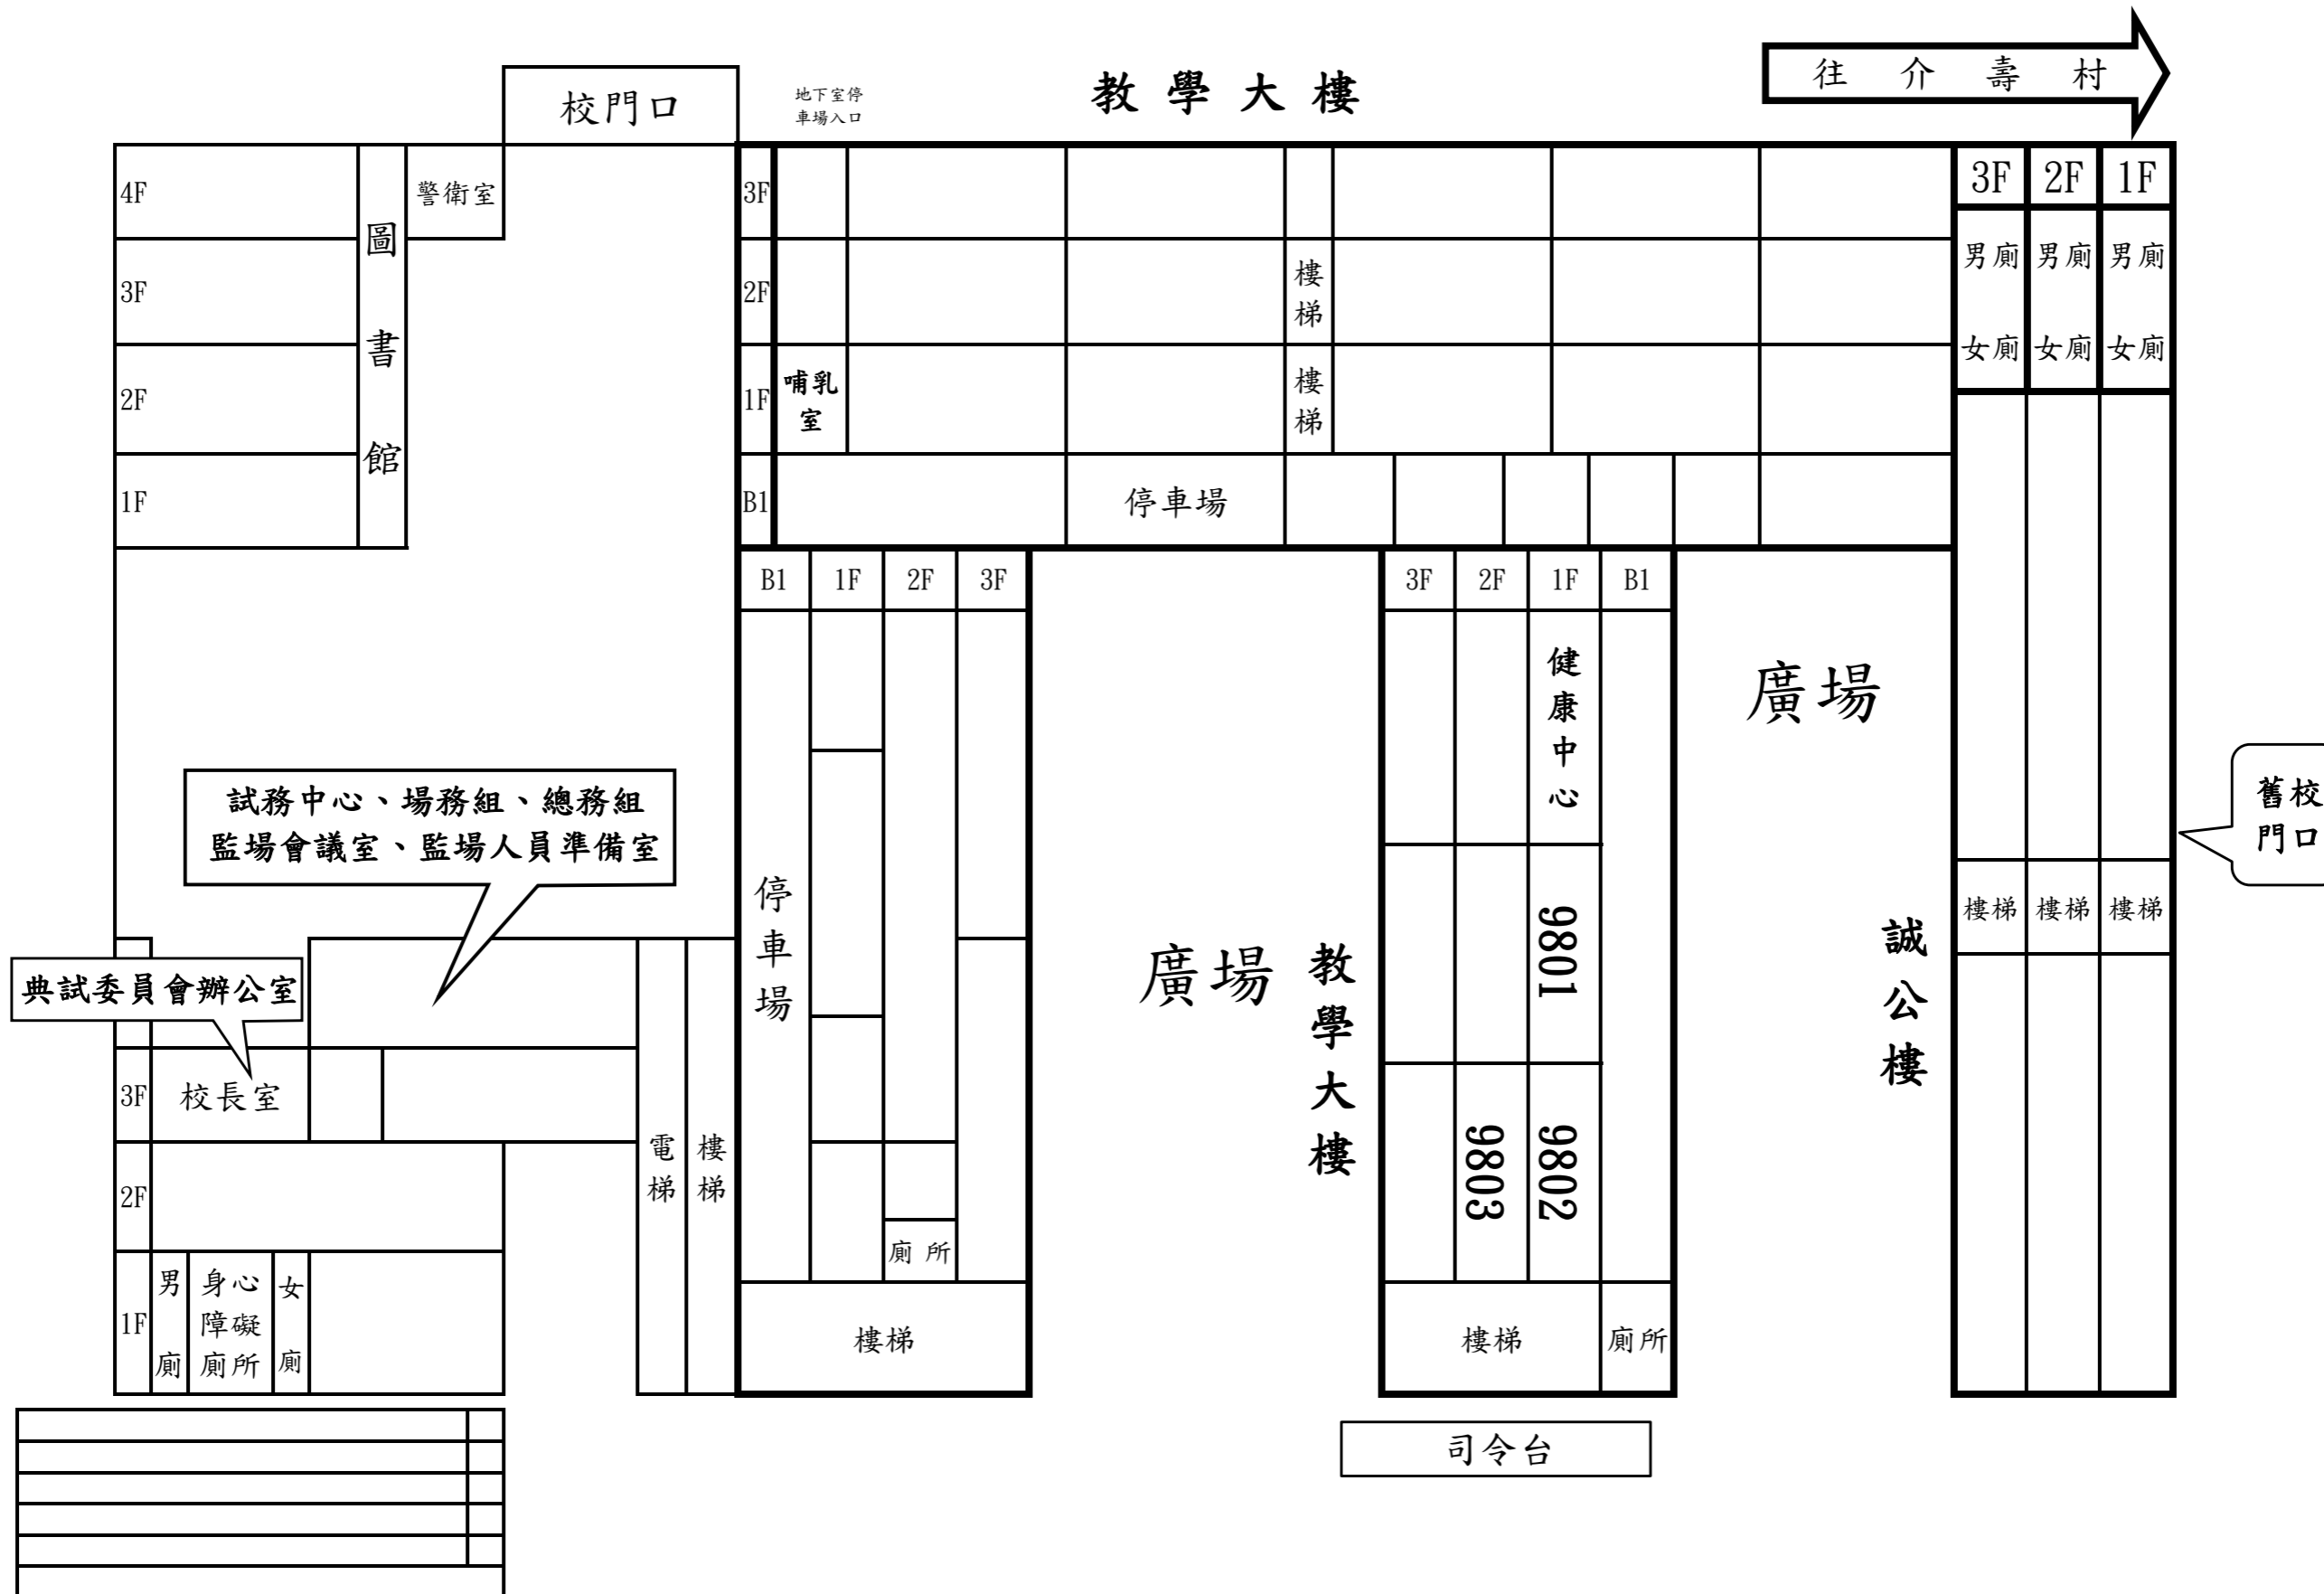 往介壽村
教學大樓
校門口
地下室停
車場入口
4F
3F
2F
1F
圖書館
警衛室
3F
2F
1F
B1
樓梯
哺乳
室
樓梯
停車場
3F
2F
1F
男廁
男廁
男廁
女廁
女廁
女廁
樓梯
樓梯
樓梯
B1
1F
2F
3F
停車場
廁所
樓梯
廣場
教學大樓
3F
2F
1F
B1
健康中心
9801
9802
9803
樓梯
廁所
廣場
誠公樓
舊校
門口
試務中心、場務組、總務組
監場會議室、監場人員準備室
典試委員會辦公室
3F
校長室
2F
1F
男廁
身心
障礙
廁所
女廁
電梯
樓梯
司令台